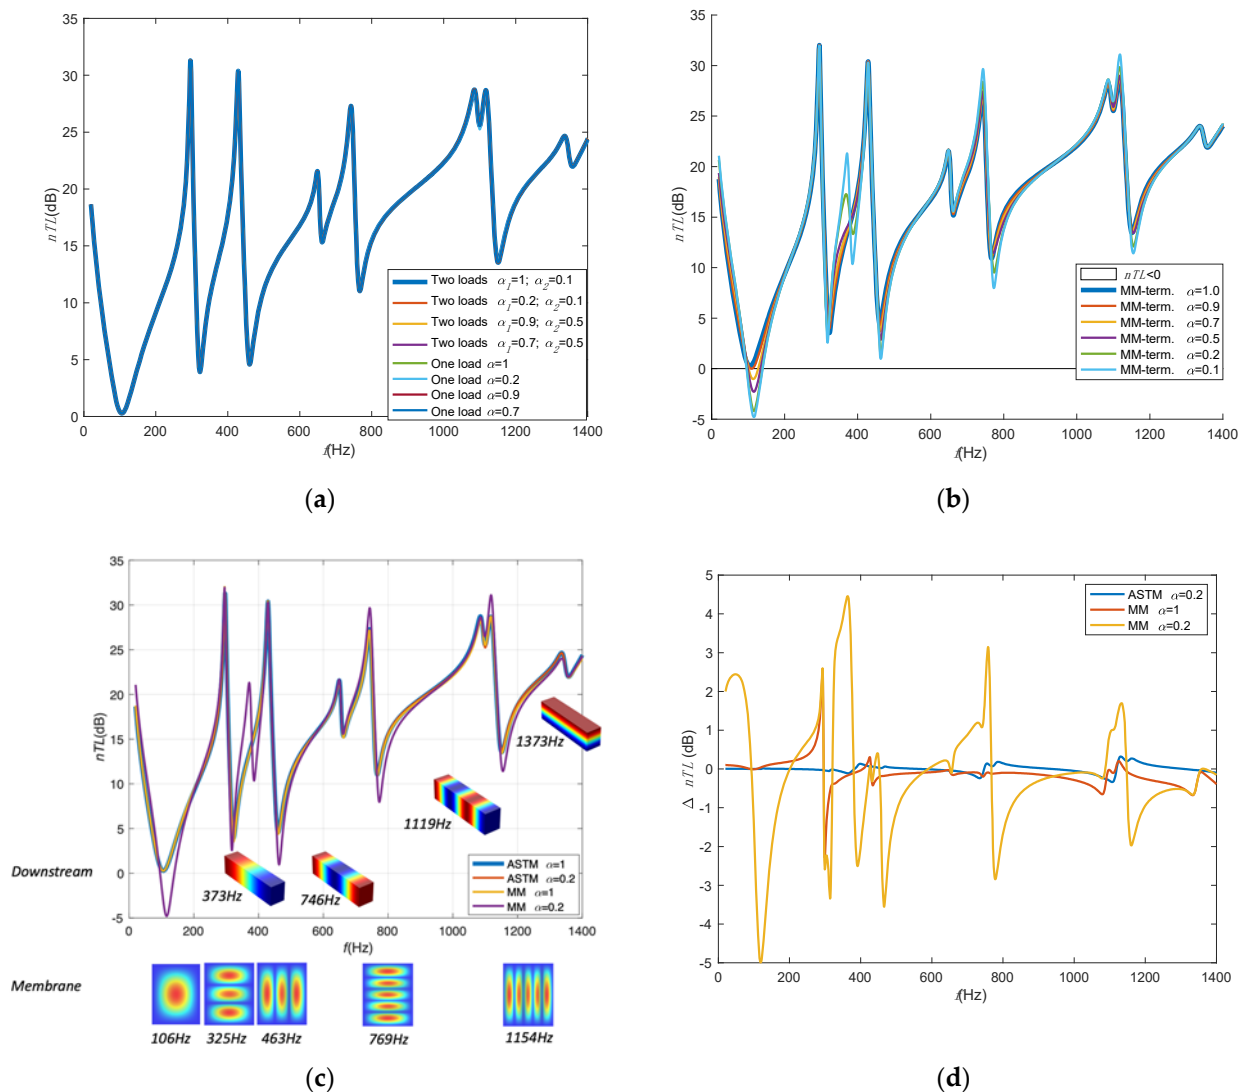 35
30
25
20
15
10
5
0
nTL(dB)
0 200 400 600 800 1000 1200 1400
f(Hz)
Two loads α1=1; α2=0.1
Two loads α1=0.2; α2=0.1
Two loads α1=0.9; α2=0.5
Two loads α1=0.7; α2=0.5
One load α=1
One load α=0.2
One load α=0.9
One load α=0.7
(a)
35
30
25
20
15
10
5
0
-5
nTL(dB)
0 200 400 600 800 1000 1200 1400
f(Hz)
nTL<0
MM-term. α=1.0
MM-term. α=0.9
MM-term. α=0.7
MM-term. α=0.5
MM-term. α=0.2
MM-term. α=0.1
(b)
35
30
25
20
15
10
5
0
-5
nTL(dB)
0 200 400 600 800 1000 1200 1400
f(Hz)
1373Hz
1119Hz
373Hz
746Hz
ASTM α=1
ASTM α=0.2
MM α=1
MM α=0.2
Downstream
Membrane
106Hz 325Hz 463Hz 769Hz 1154Hz
(c)
5
4
3
2
1
0
-1
-2
-3
-4
-5
Δ nTL(dB)
0 200 400 600 800 1000 1200 1400
f(Hz)
ASTM α=0.2
MM α=1
MM α=0.2
(d)